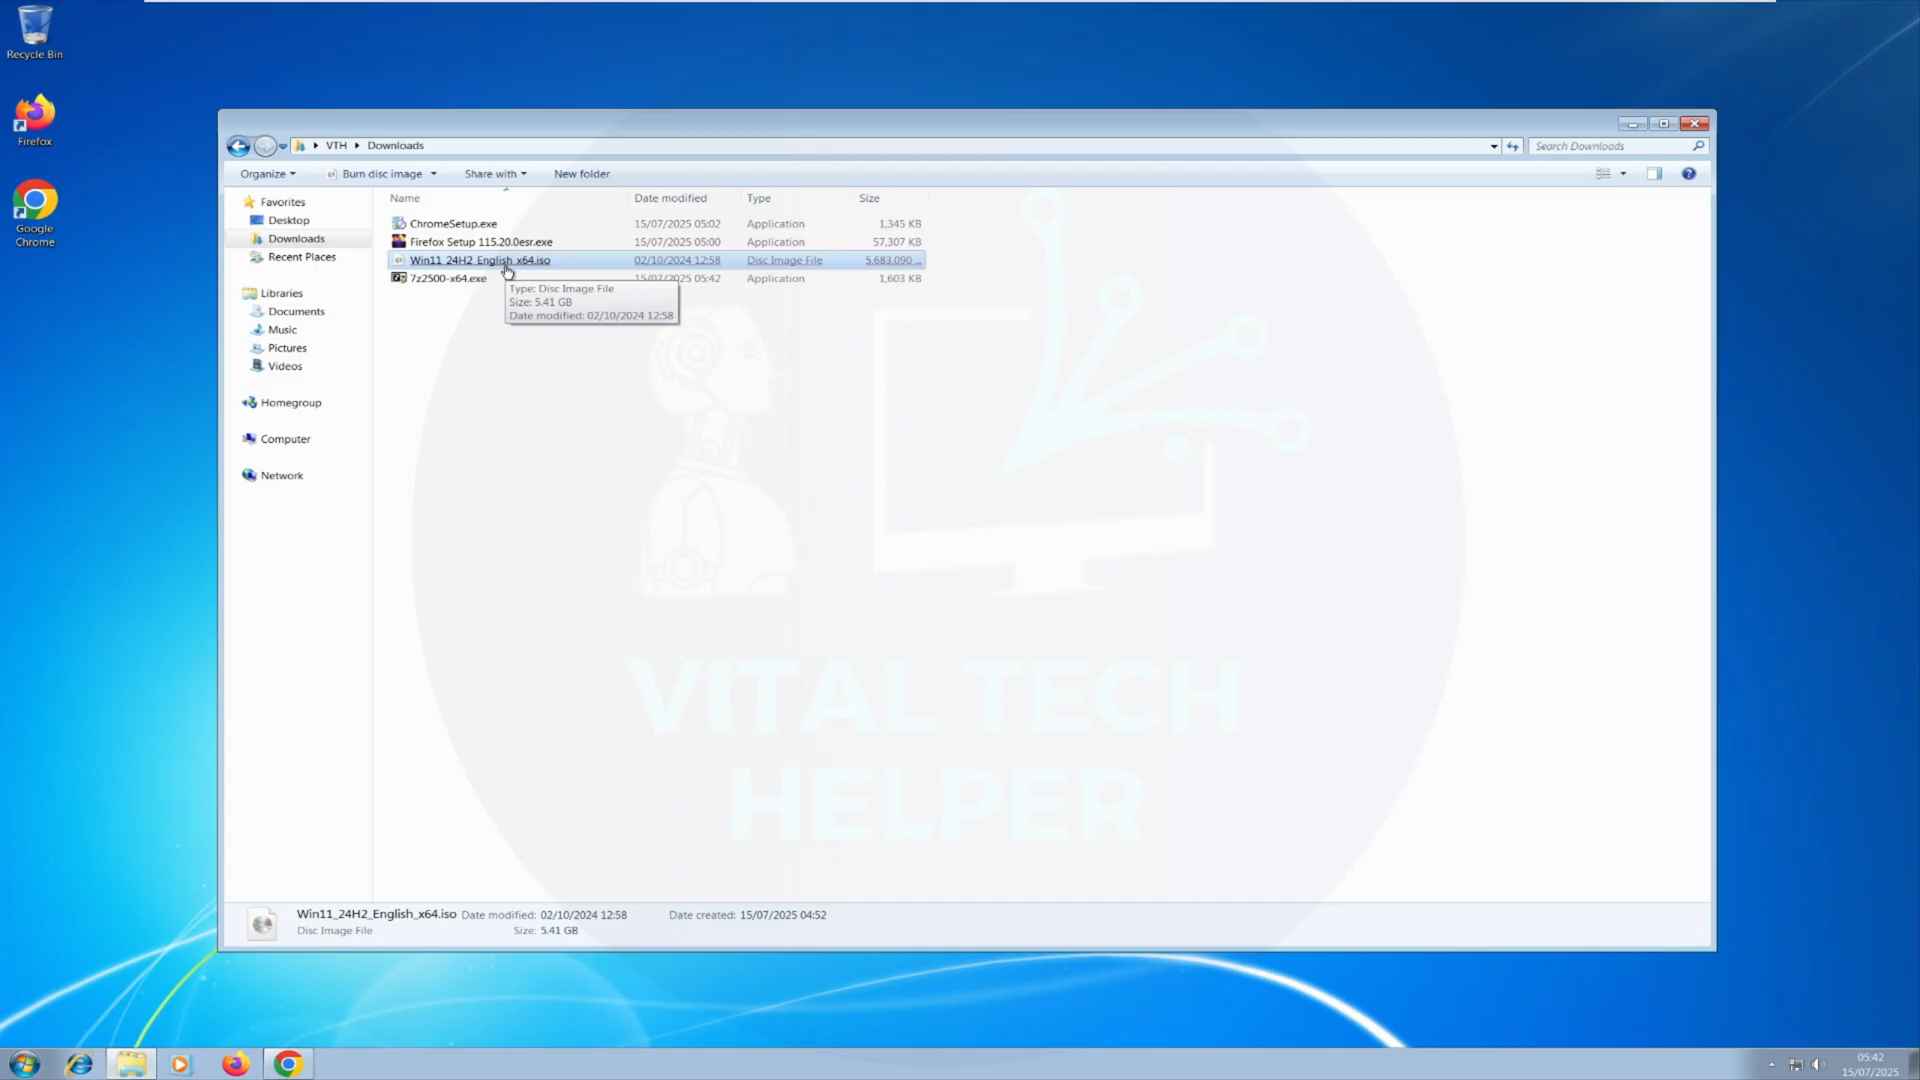 Recycle Bin
Firefox
Google
Chrome
VTH Downloads
Search Downloads
Organize Burn disc image Share with New folder
Favorites
Desktop
Downloads
Recent Places
Libraries
Documents
Music
Pictures
Videos
Homegroup
Computer
Network
Name Date modified Type Size
ChromeSetup.exe 15/07/2025 05:02 Application 1,345 KB
Firefox Setup 115.20.0esr.exe 15/07/2025 05:00 Application 57,307 KB
Win11_24H2_English_x64.iso 02/10/2024 12:58 Disc Image File 5,683,090 ...
7z2500-x64.exe 15/07/2025 05:42 Application 1,603 KB
Type: Disc Image File
Size: 5.41 GB
Date modified: 02/10/2024 12:58
VITAL TECH
HELPER
Win11_24H2_English_x64.iso Date modified: 02/10/2024 12:58 Date created: 15/07/2025 04:52
Disc Image File Size: 5.41 GB
05:42
15/07/2025